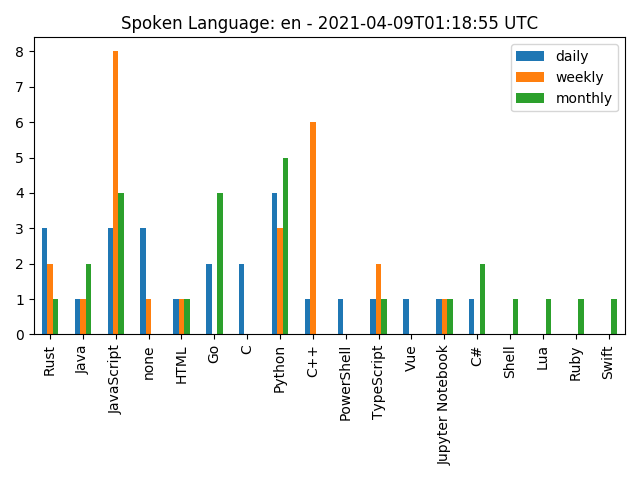 Spoken Language: en - 2021-04-09T01:18:55 UTC
daily
weekly
monthly
8
7
6
5
4
3
2
1
0
Rust
Java
JavaScript
none
HTML
Go
C
Python
C++
PowerShell
TypeScript
Vue
Jupyter Notebook
C#
Shell
Lua
Ruby
Swift